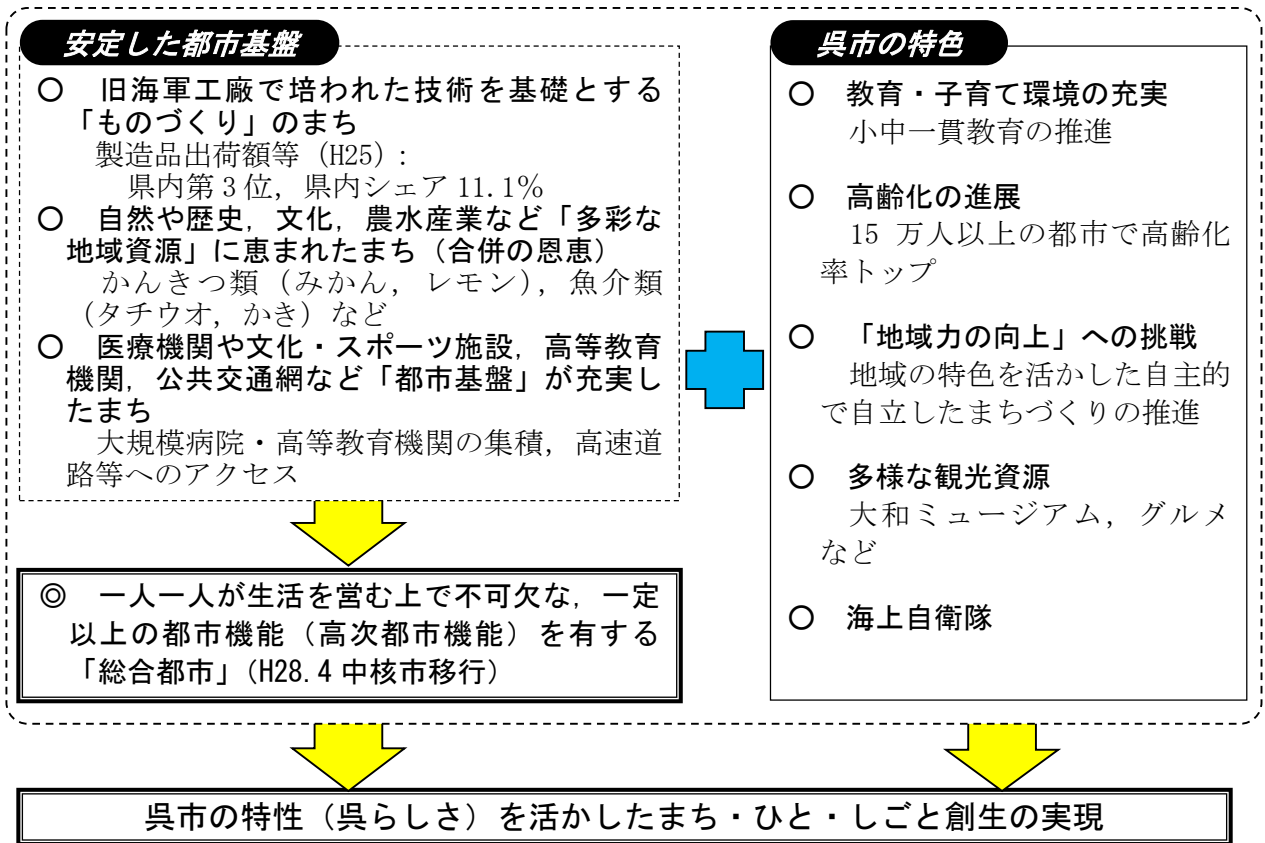 安定した都市基盤
○　旧海軍工廠で培われた技術を基礎とする
「ものづくり」のまち
製造品出荷額等（H25）：
県内第３位，県内シェア 11.1％
○　自然や歴史，文化，農水産業など「多彩な
地域資源」に恵まれたまち（合併の恩恵）
かんきつ類（みかん，レモン），魚介類
（タチウオ，かき）など
○　医療機関や文化・スポーツ施設，高等教育
機関，公共交通網など「都市基盤」が充実し
たまち
大規模病院・高等教育機関の集積，高速道
路等へのアクセス
◎　一人一人が生活を営む上で不可欠な，一定
以上の都市機能（高次都市機能）を有する
「総合都市」（H28.4 中核市移行）
呉市の特色
○　教育・子育て環境の充実
小中一貫教育の推進
○　高齢化の進展
15 万人以上の都市で高齢化
率トップ
○　「地域力の向上」への挑戦
地域の特色を活かした自主的
で自立したまちづくりの推進
○　多様な観光資源
大和ミュージアム，グルメ
など
○　海上自衛隊
呉市の特性（呉らしさ）を活かしたまち・ひと・しごと創生の実現